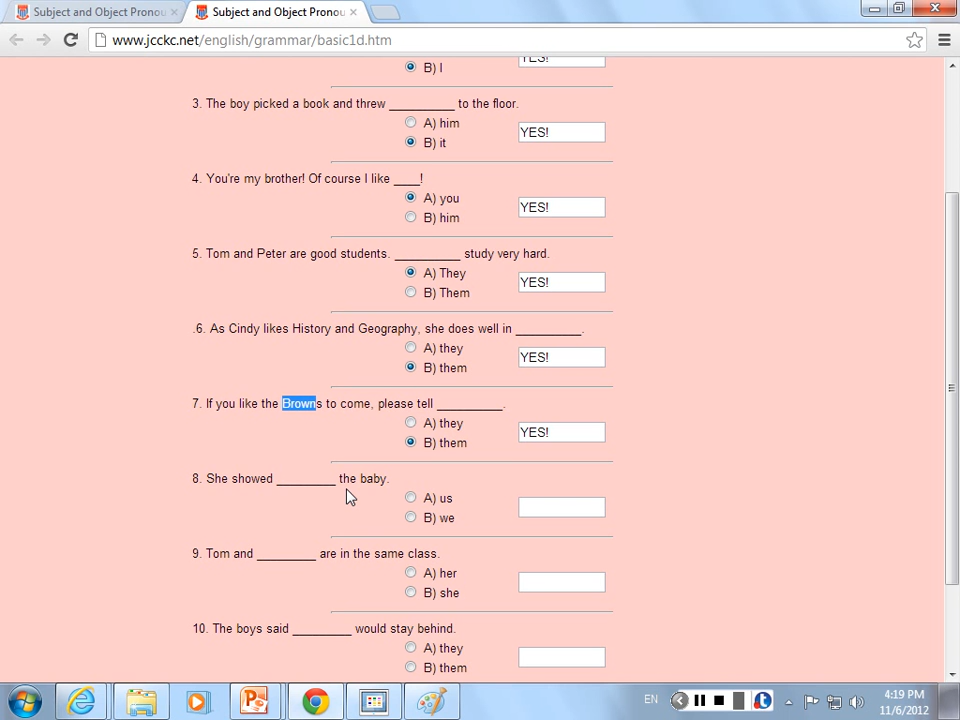 Subject and Object Pronou
Subject and Object Pronou
www.jcckc.net/english/grammar/basic1d.htm
B) I
YES!
3. The boy picked a book and threw __________ to the floor.
A) him
B) it
YES!
4. You're my brother! Of course I like ____!
A) you
B) him
YES!
5. Tom and Peter are good students. __________ study very hard.
A) They
B) Them
YES!
.6. As Cindy likes History and Geography, she does well in __________.
A) they
B) them
YES!
7. If you like the Browns to come, please tell __________.
A) they
B) them
YES!
8. She showed _________ the baby.
A) us
B) we
9. Tom and _________ are in the same class.
A) her
B) she
10. The boys said _________ would stay behind.
A) they
B) them
EN
4:19 PM
11/6/2012